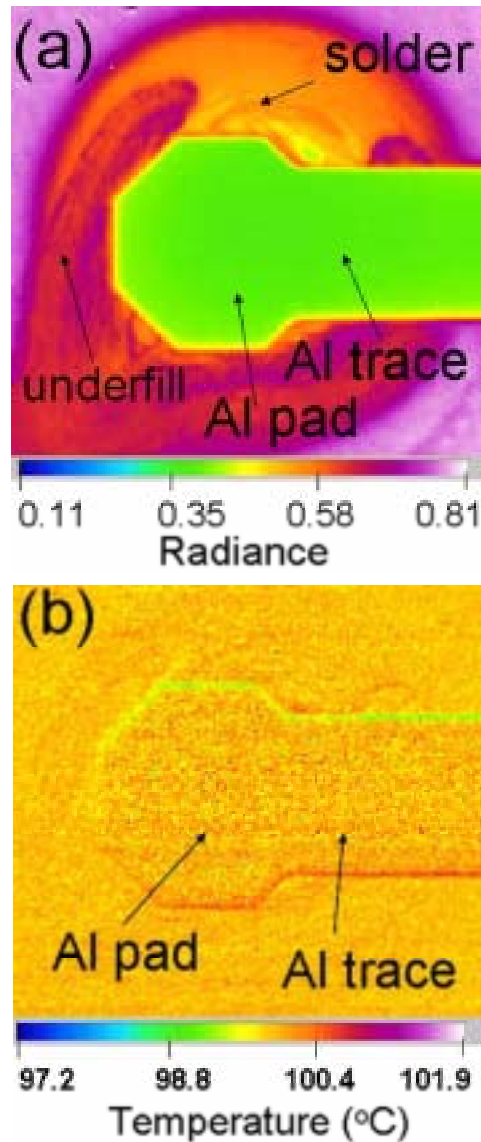 (a)
solder
underfill
Al trace
Al pad
0.11 0.35 0.58 0.81
Radiance
(b)
Al pad
Al trace
97.2 98.8 100.4 101.9
Temperature (°C)